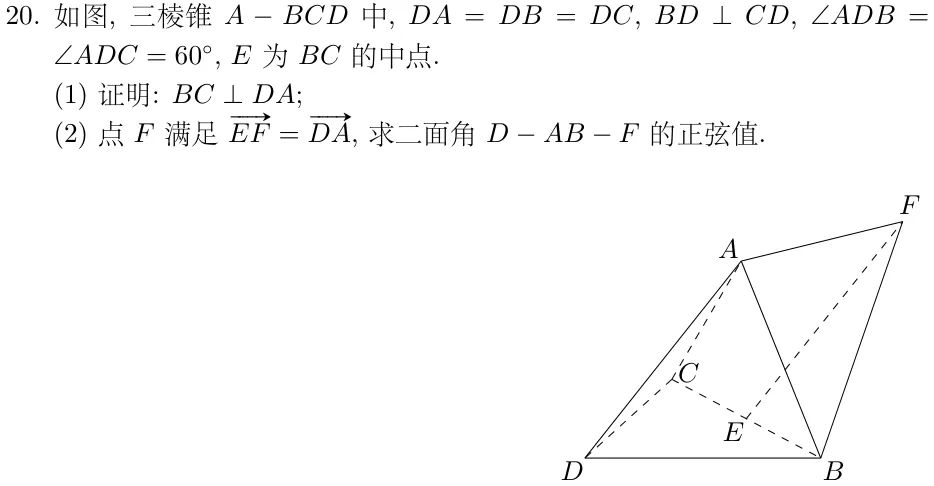 20. 如图, 三棱锥 A − BCD 中, DA = DB = DC, BD ⊥ CD, ∠ADB =
∠ADC = 60°, E 为 BC 的中点.
(1) 证明: BC ⊥ DA;
(2) 点 F 满足 \overrightarrow{EF} = \overrightarrow{DA}, 求二面角 D − AB − F 的正弦值.
F
A
C
E
D
B